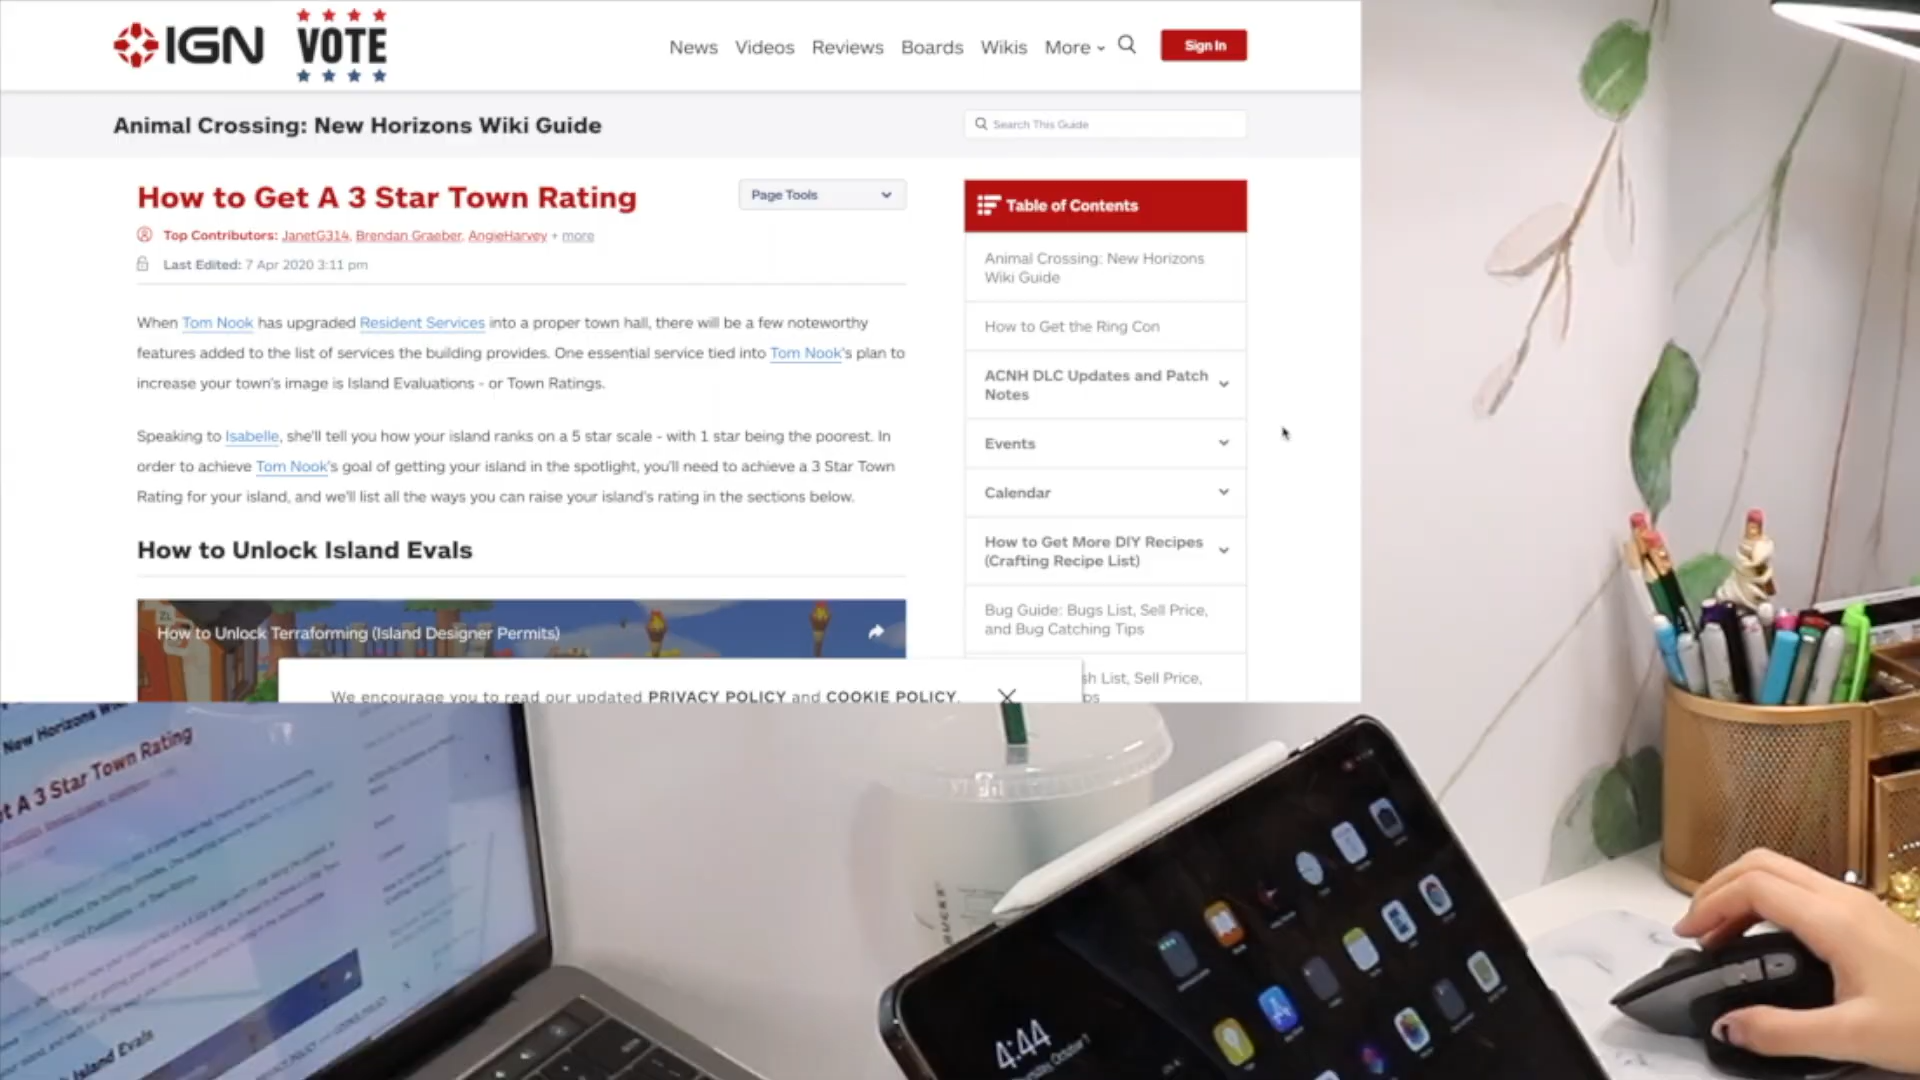 IGN VOTE
News Videos Reviews Boards Wikis More Sign In
Animal Crossing: New Horizons Wiki Guide
Search This Guide
How to Get A 3 Star Town Rating
Page Tools
Top Contributors: JanetG314, Brendan Graeber, AngieHarvey + more
Last Edited: 7 Apr 2020 3:11 pm
When Tom Nook has upgraded Resident Services into a proper town hall, there will be a few noteworthy
features added to the list of services the building provides. One essential service tied into Tom Nook's plan to
increase your town's image is Island Evaluations - or Town Ratings.
Speaking to Isabelle, she'll tell you how your island ranks on a 5 star scale - with 1 star being the poorest. In
order to achieve Tom Nook's goal of getting your island in the spotlight, you'll need to achieve a 3 Star Town
Rating for your island, and we'll list all the ways you can raise your island's rating in the sections below.
How to Unlock Island Evals
ZL
How to Unlock Terraforming (Island Designer Permits)
We encourage you to read our updated PRIVACY POLICY and COOKIE POLICY.
Table of Contents
Animal Crossing: New Horizons
Wiki Guide
How to Get the Ring Con
ACNH DLC Updates and Patch
Notes
Events
Calendar
How to Get More DIY Recipes
(Crafting Recipe List)
Bug Guide: Bugs List, Sell Price,
and Bug Catching Tips
sh List, Sell Price,
ps
New Horizons
t A 3 Star Town Rating
Island Evals
4:44
October 1